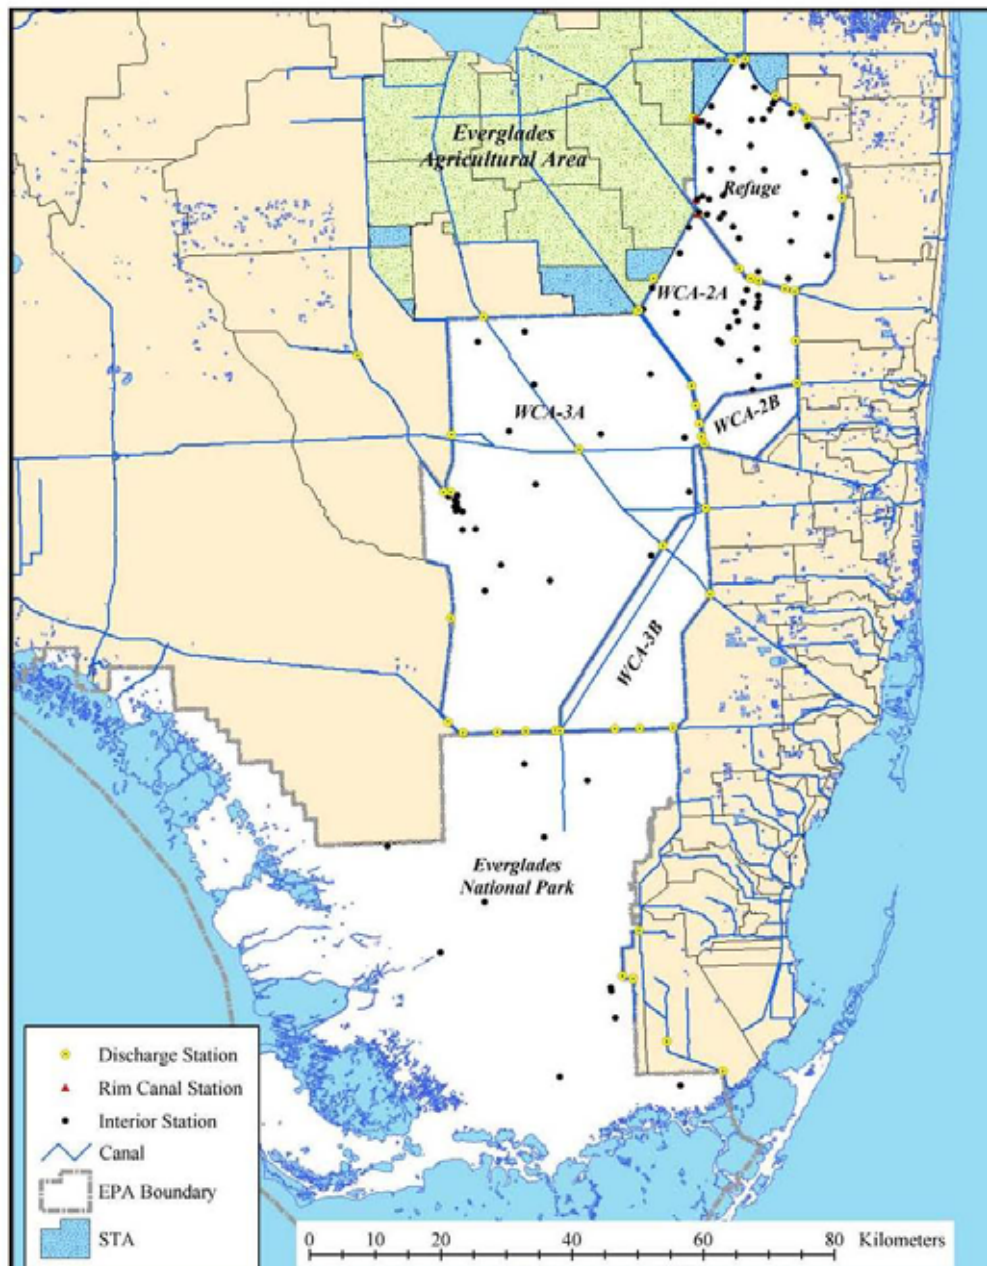 Everglades
Agricultural Area
Refuge
WCA-2A
WCA-2B
WCA-3A
WCA-3B
Everglades
National Park
Discharge Station
Rim Canal Station
Interior Station
Canal
EPA Boundary
STA
0 20 40 60 80 Kilometers